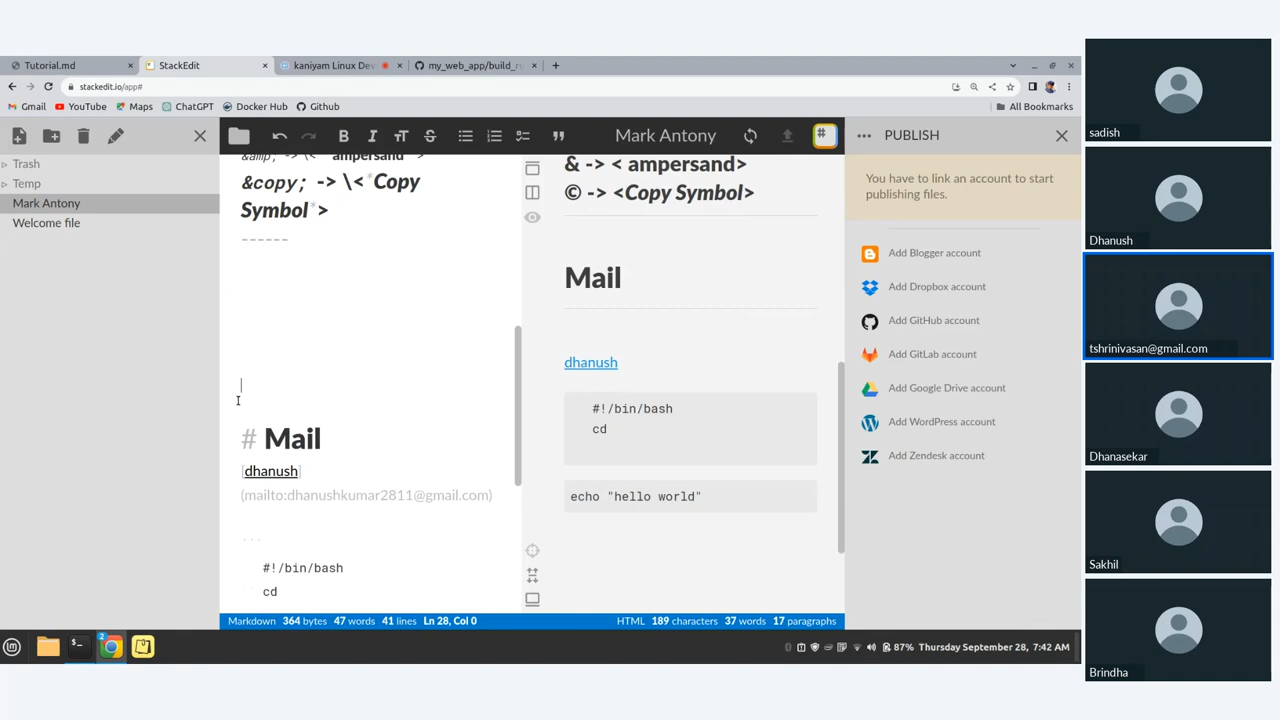 Tutorial.md
StackEdit
kaniyam Linux Dev
my_web_app/build_ru
stackedit.io/app#
Gmail
YouTube
Maps
ChatGPT
Docker Hub
Github
All Bookmarks
Mark Antony
PUBLISH
Trash
Temp
Mark Antony
Welcome file
&amp; -> \<*ampersand*>
&copy; -> \<*Copy
Symbol*>
------
# Mail
[dhanush]
(mailto:dhanushkumar2811@gmail.com)
```
#!/bin/bash
cd
& -> < ampersand>
© -> <Copy Symbol>
Mail
dhanush
#!/bin/bash
cd
echo "hello world"
You have to link an account to start
publishing files.
Add Blogger account
Add Dropbox account
Add GitHub account
Add GitLab account
Add Google Drive account
Add WordPress account
Add Zendesk account
Markdown 364 bytes 47 words 41 lines Ln 28, Col 0
HTML 189 characters 37 words 17 paragraphs
2
87% Thursday September 28, 7:42 AM
sadish
Dhanush
tshrinivasan@gmail.com
Dhanasekar
Sakhil
Brindha